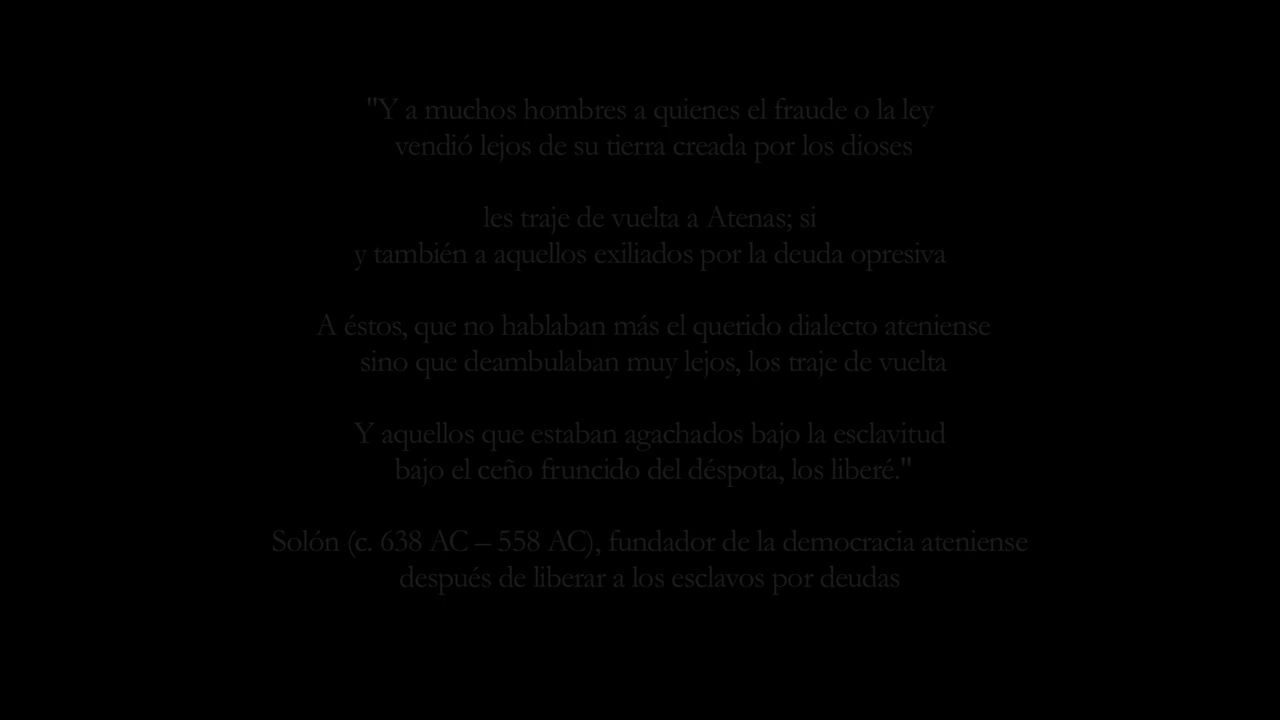 "Y a muchos hombres a quienes el fraude o la ley
vendió lejos de su tierra creada por los dioses
les traje de vuelta a Atenas; si
y también a aquellos exiliados por la deuda opresiva
A éstos, que no hablaban más el querido dialecto ateniense
sino que deambulaban muy lejos, los traje de vuelta
Y aquellos que estaban agachados bajo la esclavitud
bajo el ceño fruncido del déspota, los liberé."
Solón (c. 638 AC – 558 AC), fundador de la democracia ateniense
después de liberar a los esclavos por deudas